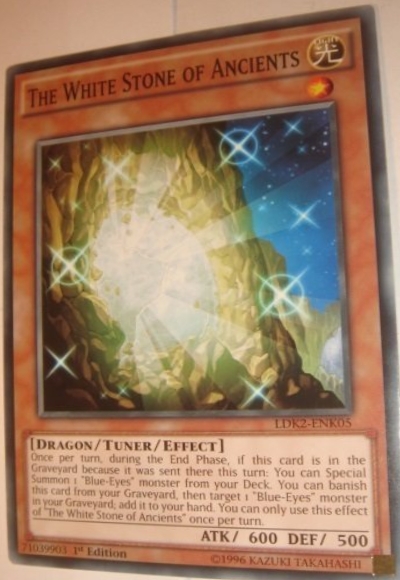 THE WHITE STONE OF ANCIENTS
LIGHT
光
LDK2-ENK05
[DRAGON/TUNER/EFFECT]
Once per turn, during the End Phase, if this card is in the
Graveyard because it was sent there this turn: You can Special
Summon 1 "Blue-Eyes" monster from your Deck. You can banish
this card from your Graveyard, then target 1 "Blue-Eyes" monster
in your Graveyard; add it to your hand. You can only use this effect
of "The White Stone of Ancients" once per turn.
ATK/ 600 DEF/ 500
71039903 1st Edition
©1996 KAZUKI TAKAHASHI